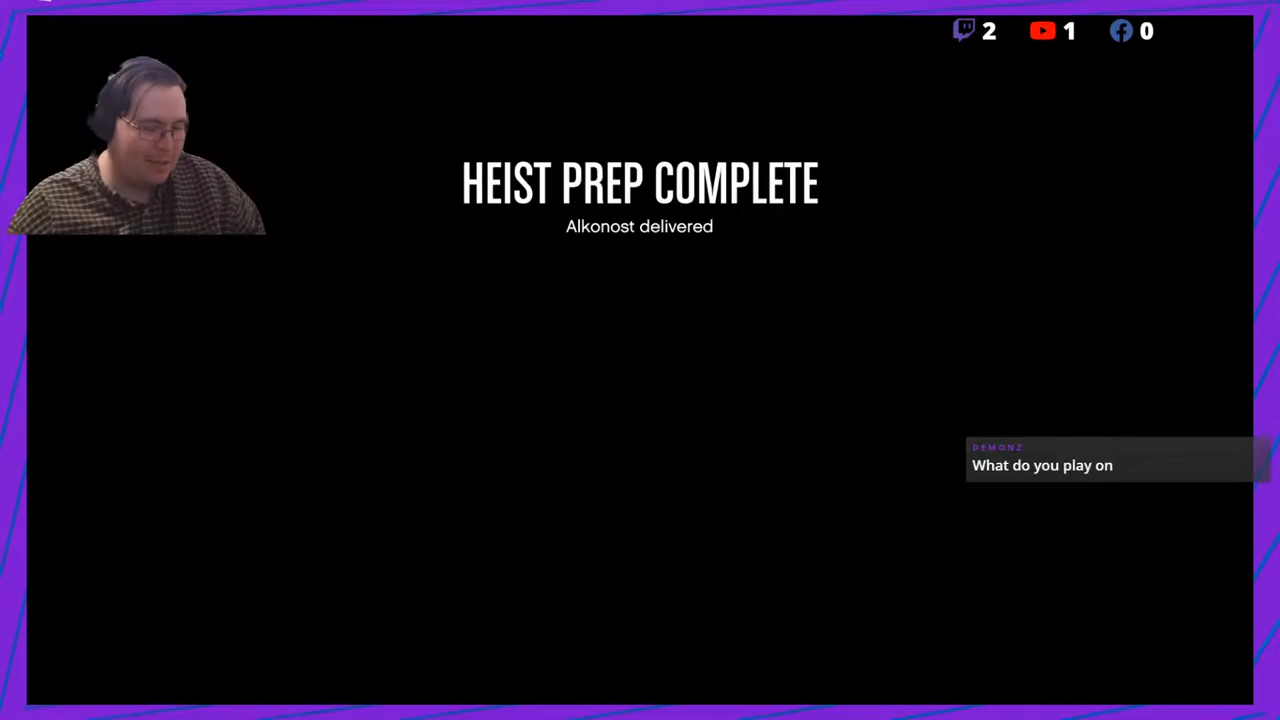 2 1 0
HEIST PREP COMPLETE
Alkonost delivered
DEMONZ
What do you play on